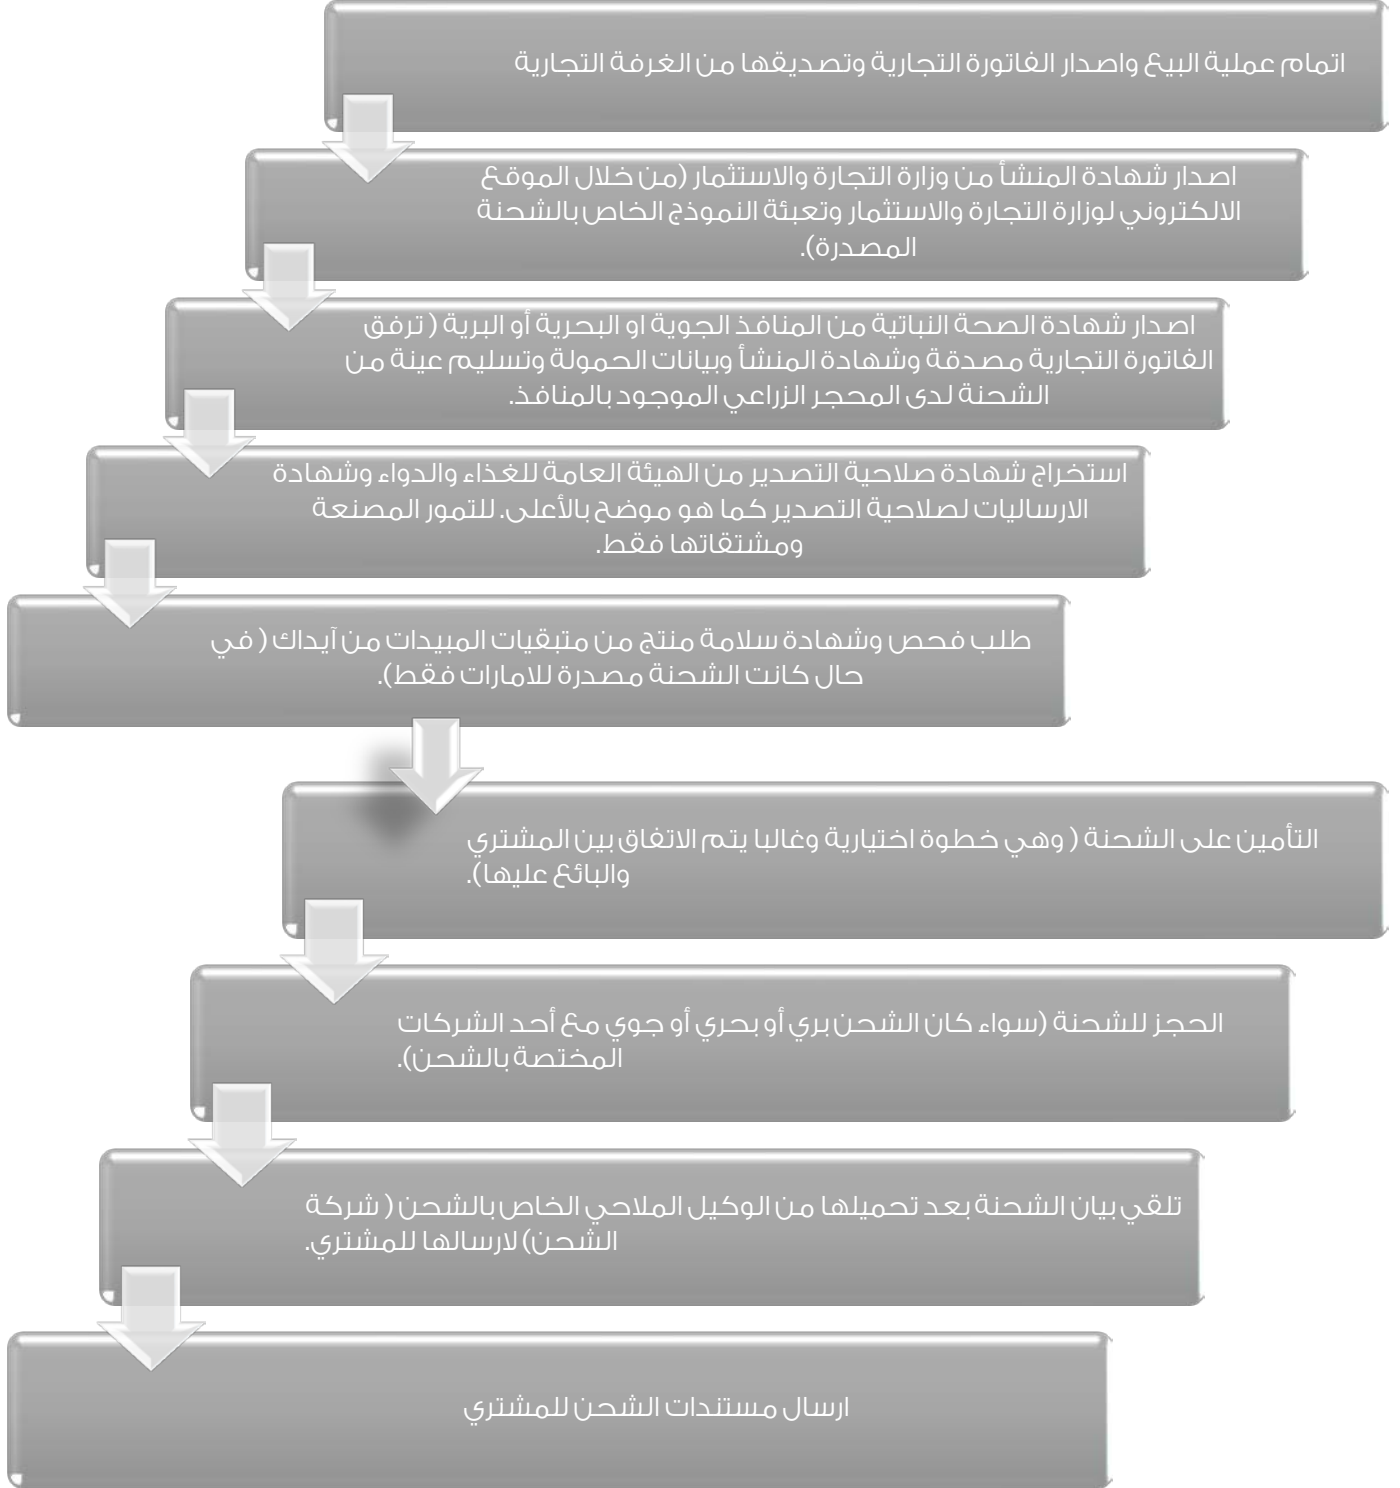 اتمام عملية البيع واصدار الفاتورة التجارية وتصديقها من الغرفة التجارية
اصدار شهادة المنشأ من وزارة التجارة والاستثمار (من خلال الموقع
الالكتروني لوزارة التجارة والاستثمار وتعبئة النموذج الخاص بالشحنة
المصدرة).
اصدار شهادة الصحة النباتية من المنافذ الجوية او البحرية أو البرية ( ترفق
الفاتورة التجارية مصدقة وشهادة المنشأ وبيانات الحمولة وتسليم عينة من
الشحنة لدى المحجر الزراعي الموجود بالمنافذ.
استخراج شهادة صلاحية التصدير من الهيئة العامة للغذاء والدواء وشهادة
الارساليات لصلاحية التصدير كما هو موضح بالأعلى. للتمور المصنعة
ومشتقاتها فقط.
طلب فحص وشهادة سلامة منتج من متبقيات المبيدات من آيداك ( في
حال كانت الشحنة مصدرة للامارات فقط).
التأمين على الشحنة ( وهي خطوة اختيارية وغالبا يتم الاتفاق بين المشتري
والبائع عليها).
الحجز للشحنة (سواء كان الشحن بري أو بحري أو جوي مع أحد الشركات
المختصة بالشحن).
تلقي بيان الشحنة بعد تحميلها من الوكيل الملاحي الخاص بالشحن ( شركة
الشحن) لارسالها للمشتري.
ارسال مستندات الشحن للمشتري